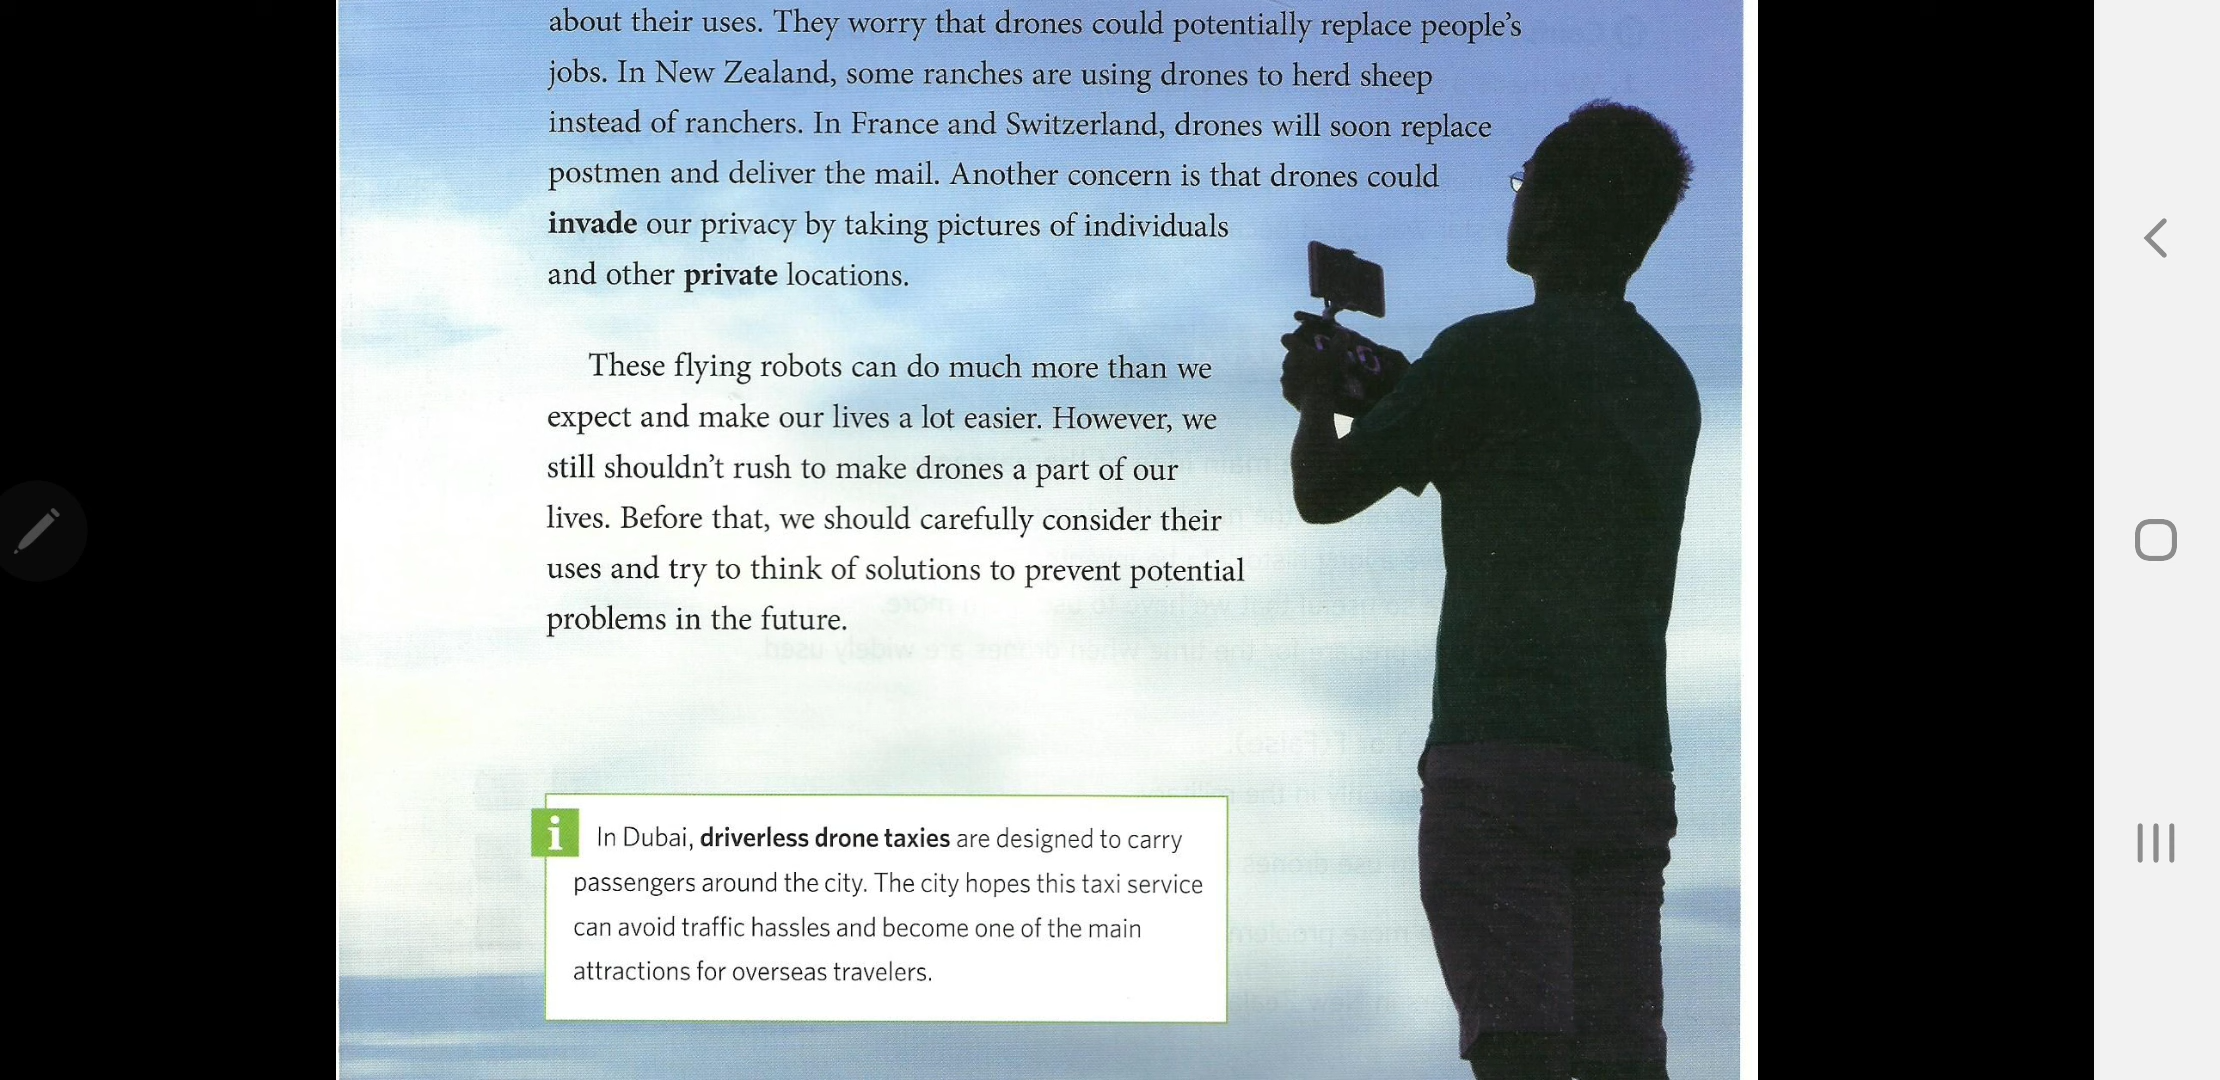 about their uses. They worry that drones could potentially replace people's
jobs. In New Zealand, some ranches are using drones to herd sheep
instead of ranchers. In France and Switzerland, drones will soon replace
postmen and deliver the mail. Another concern is that drones could
invade our privacy by taking pictures of individuals
and other private locations.
These flying robots can do much more than we
expect and make our lives a lot easier. However, we
still shouldn't rush to make drones a part of our
lives. Before that, we should carefully consider their
uses and try to think of solutions to prevent potential
problems in the future.
i In Dubai, driverless drone taxies are designed to carry
passengers around the city. The city hopes this taxi service
can avoid traffic hassles and become one of the main
attractions for overseas travelers.